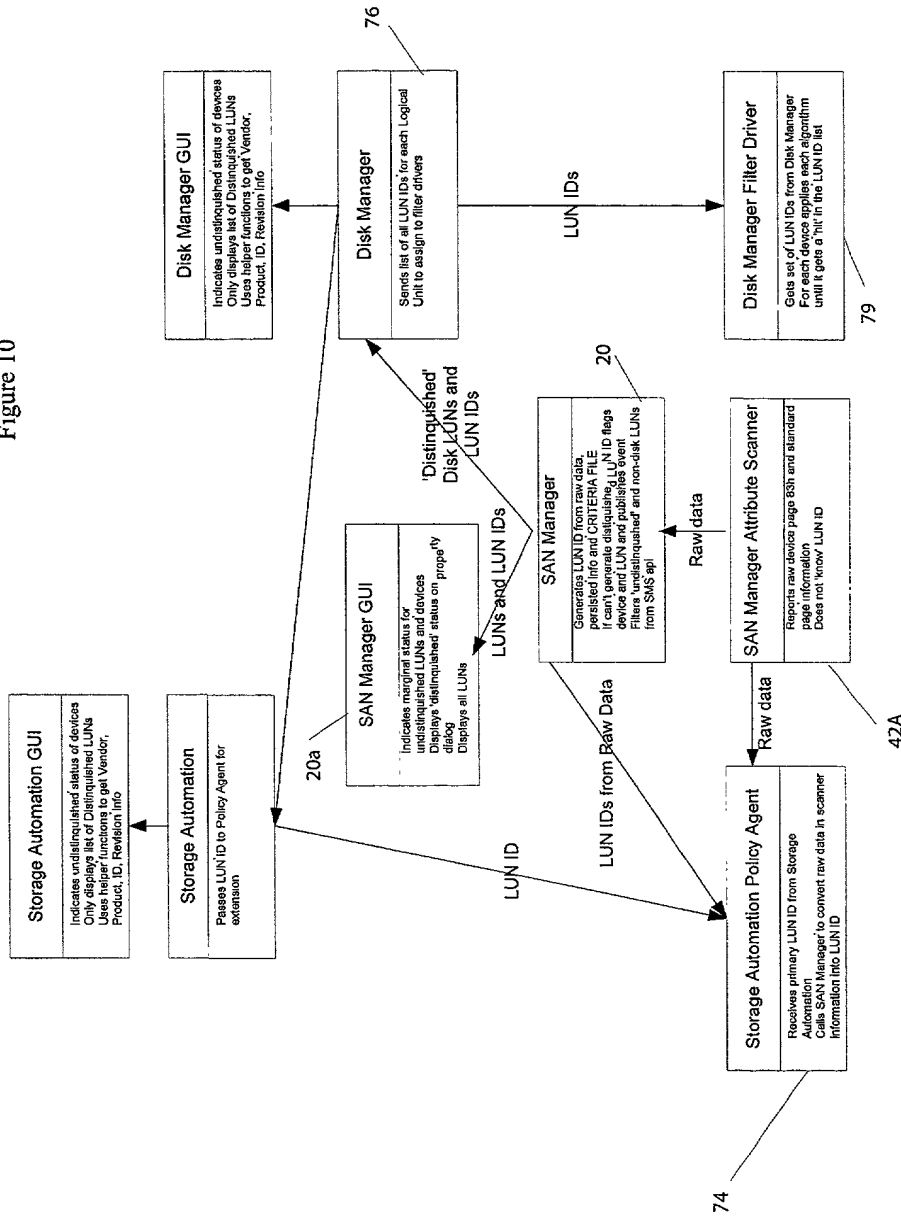 Figure 10
Storage Automation GUI
Indicates undistinquished status of devices
Only displays list of Distinquished LUNs
Uses helper functions to get Vendor,
Product, ID, Revision Info
Storage Automation
Passes LUN ID to Policy Agent for
extension
Disk Manager GUI
Indicates undistinquished status of devices
Only displays list of Distinquished LUNs
Uses helper functions to get Vendor,
Product, ID, Revision Info
76
Disk Manager
Sends list of all LUN IDs for each Logical
Unit to assign to filter drivers
20a
SAN Manager GUI
Indicates marginal status for
undistinquished LUNs and devices
Displays 'distinquished' status on property
dialog
Displays all LUNs
'Distinquished'
Disk LUNs and
LUN IDs
LUNs and LUN IDs
LUN IDs
20
SAN Manager
Generates LUN ID from raw data,
persisted info and CRITERIA FILE
If can't generate distiquished LUN ID flags
device and LUN and publishes event
Filters 'undistinqushed' and non-disk LUNs
from SMS api
LUN ID
LUN IDs from Raw Data
Raw data
Raw data
Storage Automation Policy Agent
Receives primary LUN ID from Storage
Automation
Calls SAN Manager to convert raw data in scanner
Information into LUN ID
74
SAN Manager Attribute Scanner
Reports raw device page 83h and standard
page information
Does not 'know' LUN ID
42A
Disk Manager Filter Driver
Gets set of LUN IDs from Disk Manager
For each device applies each algorithm
until it gets a 'hit' in the LUN ID list
79